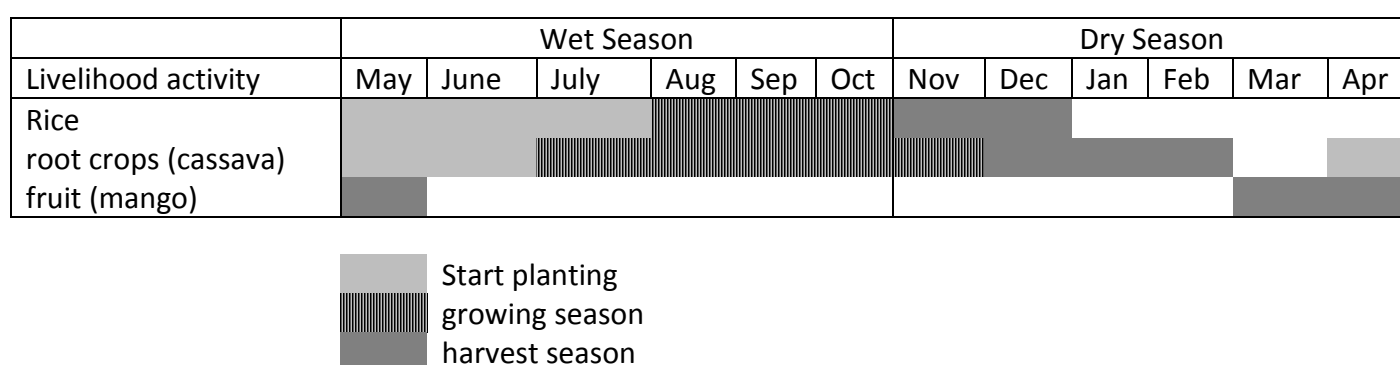 Wet Season Dry Season
Livelihood activity May June July Aug Sep Oct Nov Dec Jan Feb Mar Apr
Rice
root crops (cassava)
fruit (mango)
Start planting
growing season
harvest season